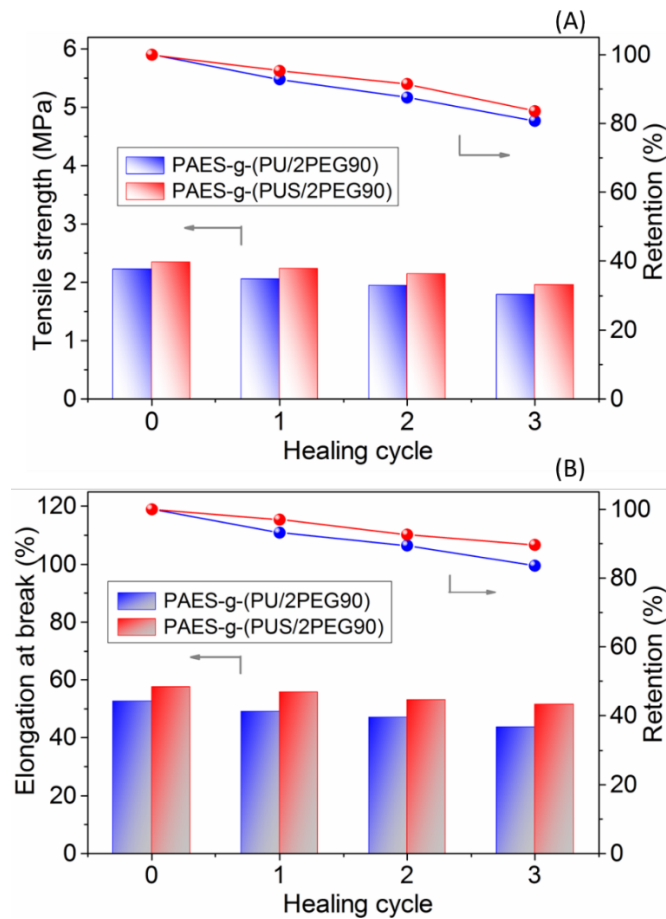 (A)
6
5
4
3
2
1
0
Tensile strength (MPa)
PAES-g-(PU/2PEG90)
PAES-g-(PUS/2PEG90)
100
80
60
40
20
0
Retention (%)
0 1 2 3
Healing cycle
(B)
120
100
80
60
40
20
0
Elongation at break (%)
PAES-g-(PU/2PEG90)
PAES-g-(PUS/2PEG90)
100
80
60
40
20
0
Retention (%)
0 1 2 3
Healing cycle